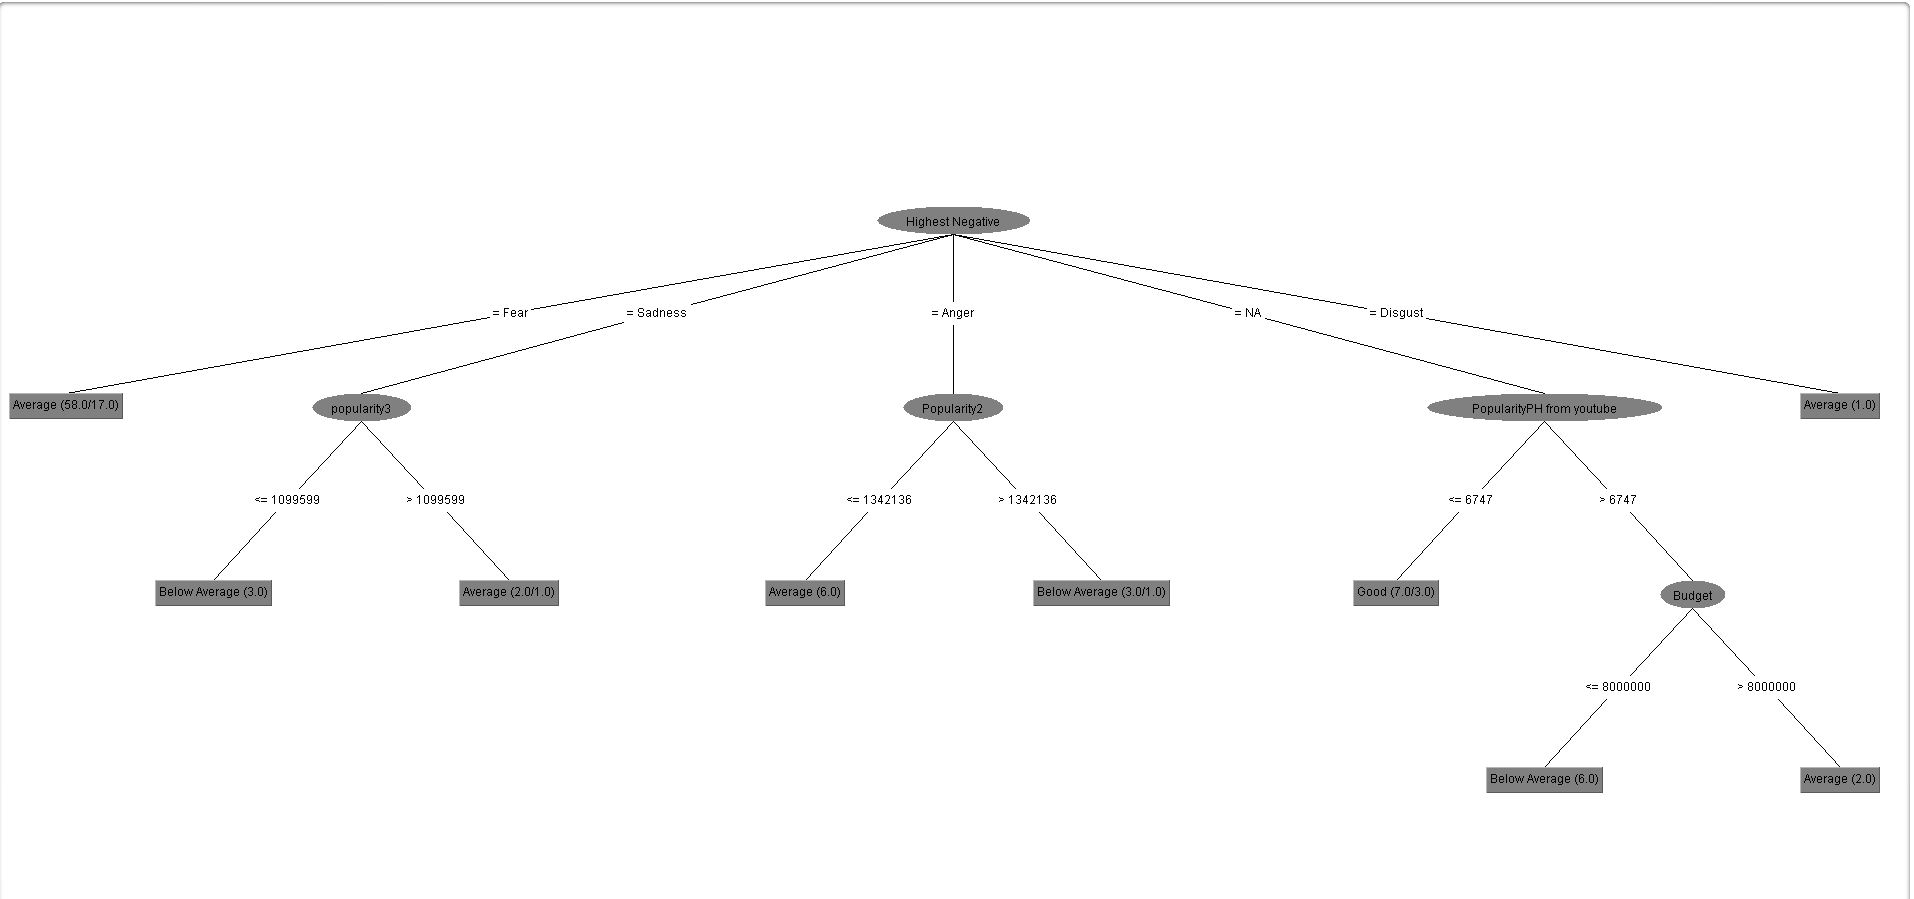 Highest Negative
= Fear
= Sadness
= Anger
= NA
= Disgust
Average (58.0/17.0)
popularity3
Popularity2
PopularityPH from youtube
Average (1.0)
<= 1099599
> 1099599
<= 1342136
> 1342136
<= 6747
> 6747
Below Average (3.0)
Average (2.0/1.0)
Average (6.0)
Below Average (3.0/1.0)
Good (7.0/3.0)
Budget
<= 8000000
> 8000000
Below Average (6.0)
Average (2.0)